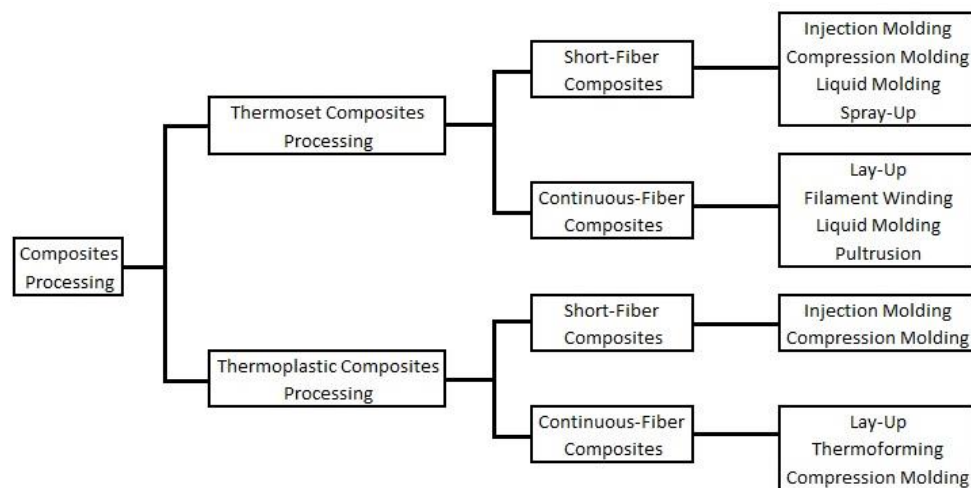 Composites
Processing
Thermoset Composites
Processing
Short-Fiber
Composites
Injection Molding
Compression Molding
Liquid Molding
Spray-Up
Continuous-Fiber
Composites
Lay-Up
Filament Winding
Liquid Molding
Pultrusion
Thermoplastic Composites
Processing
Short-Fiber
Composites
Injection Molding
Compression Molding
Continuous-Fiber
Composites
Lay-Up
Thermoforming
Compression Molding